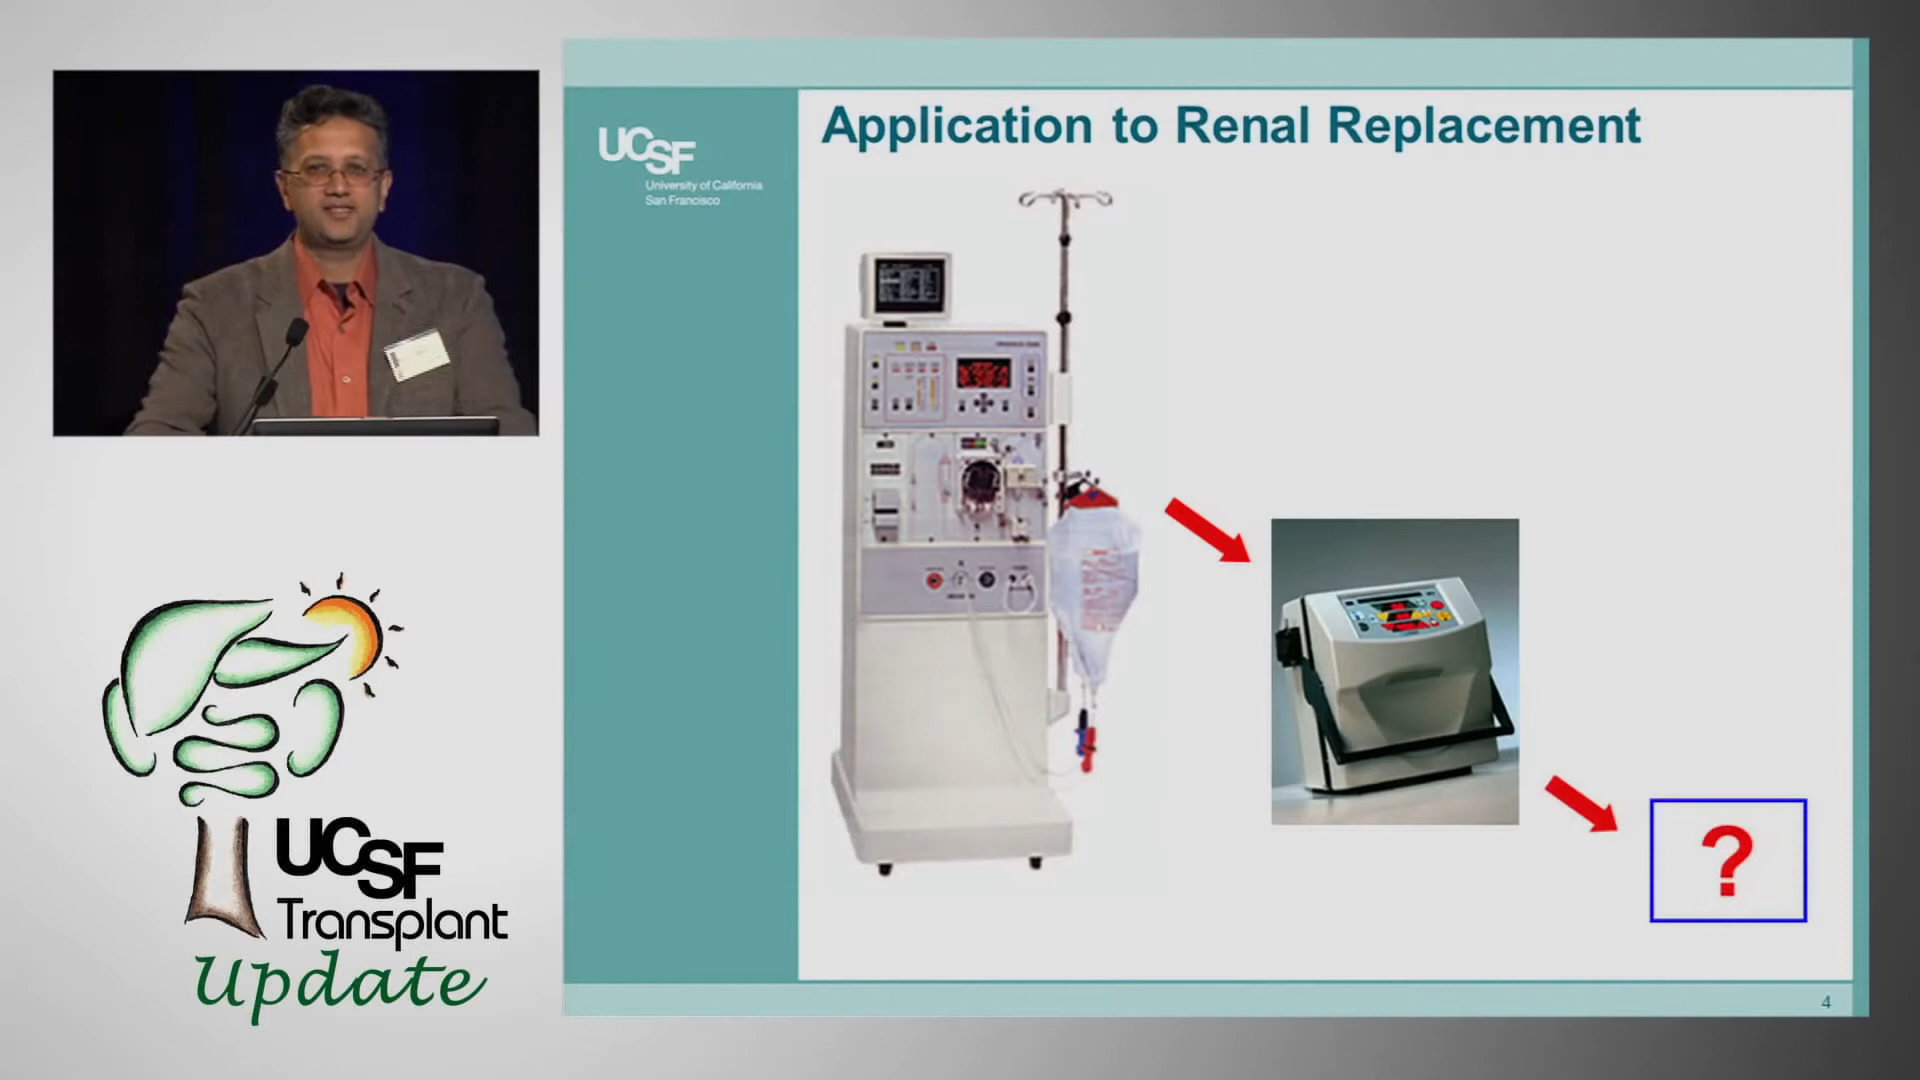 Application to Renal Replacement
UCSF
University of California
San Francisco
?
UCSF
Transplant
Update
4